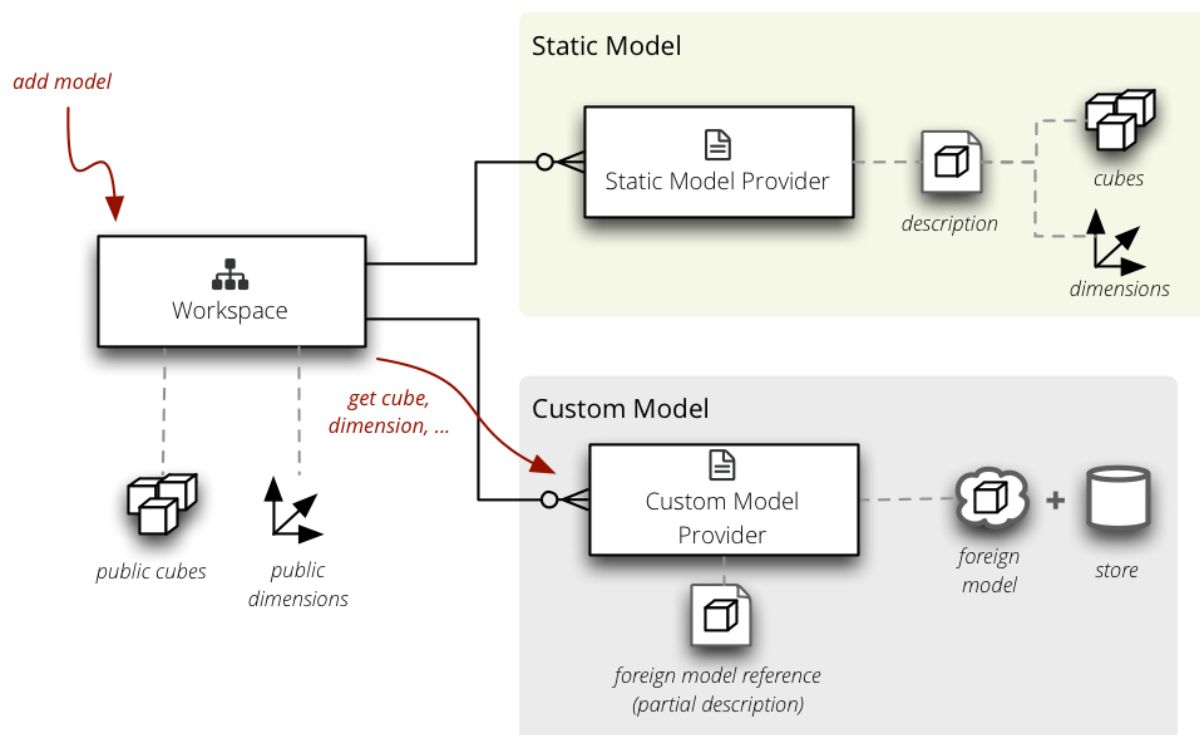 Static Model
add model
Static Model Provider
cubes
description
dimensions
Workspace
get cube,
dimension, ...
Custom Model
Custom Model
Provider
public cubes
public
dimensions
foreign
model
+
store
foreign model reference
(partial description)